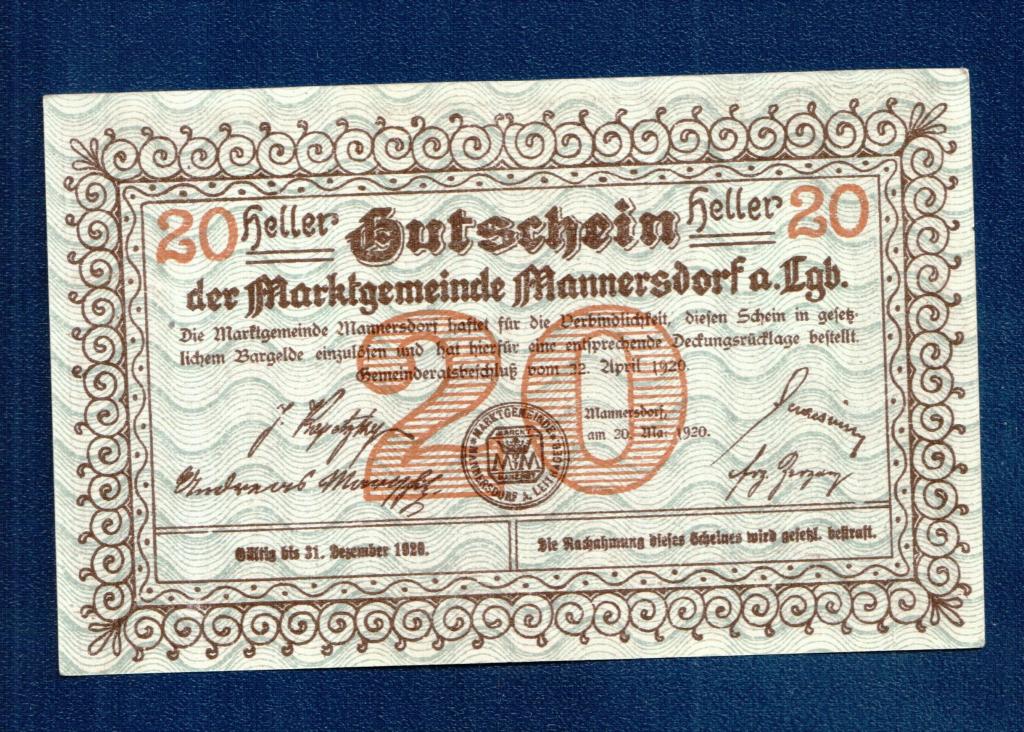 20 Heller Gutschein Heller 20
der Marktgemeinde Mannersdorf a. Lgb.
Die Marktgemeinde Mannersdorf haftet für die Verbindlichkeit, diesen Schein in gesetz-
lichem Bargelde einzulösen und hat hierfür eine entsprechende Deckungsrücklage bestellt.
Gemeinderatsbeschluß vom 12. April 1920.
20
Mannersdorf,
am 20. Mai 1920.
Andreas
MARKTGEMEINDE
MANNERSDORF A. LEITHAGEB.
Gültig bis 31. Dezember 1920.
Die Nachahmung dieses Scheines wird gesetzl. bestraft.